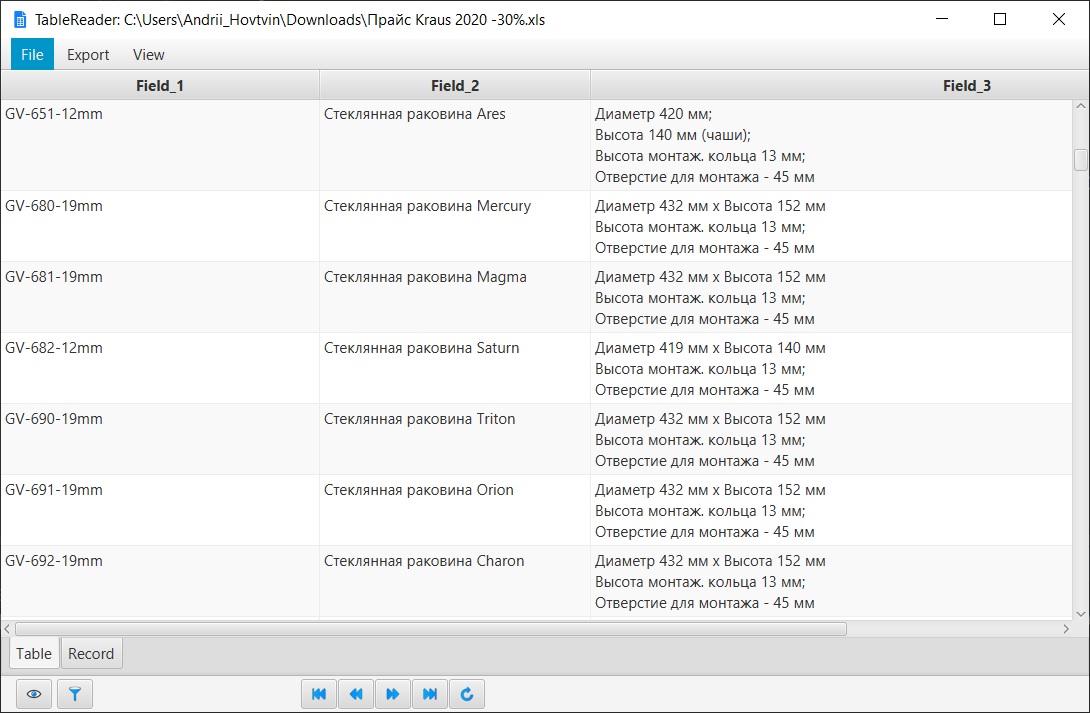 TableReader: C:\Users\Andrii_Hovtvin\Downloads\Прайс Kraus 2020 -30%.xls
File Export View
Field_1 Field_2 Field_3
GV-651-12mm Стеклянная раковина Ares Диаметр 420 мм;
Высота 140 мм (чаши);
Высота монтаж. кольца 13 мм;
Отверстие для монтажа - 45 мм
GV-680-19mm Стеклянная раковина Mercury Диаметр 432 мм x Высота 152 мм
Высота монтаж. кольца 13 мм;
Отверстие для монтажа - 45 мм
GV-681-19mm Стеклянная раковина Magma Диаметр 432 мм x Высота 152 мм
Высота монтаж. кольца 13 мм;
Отверстие для монтажа - 45 мм
GV-682-12mm Стеклянная раковина Saturn Диаметр 419 мм x Высота 140 мм
Высота монтаж. кольца 13 мм;
Отверстие для монтажа - 45 мм
GV-690-19mm Стеклянная раковина Triton Диаметр 432 мм x Высота 152 мм
Высота монтаж. кольца 13 мм;
Отверстие для монтажа - 45 мм
GV-691-19mm Стеклянная раковина Orion Диаметр 432 мм x Высота 152 мм
Высота монтаж. кольца 13 мм;
Отверстие для монтажа - 45 мм
GV-692-19mm Стеклянная раковина Charon Диаметр 432 мм x Высота 152 мм
Высота монтаж. кольца 13 мм;
Отверстие для монтажа - 45 мм
Table Record